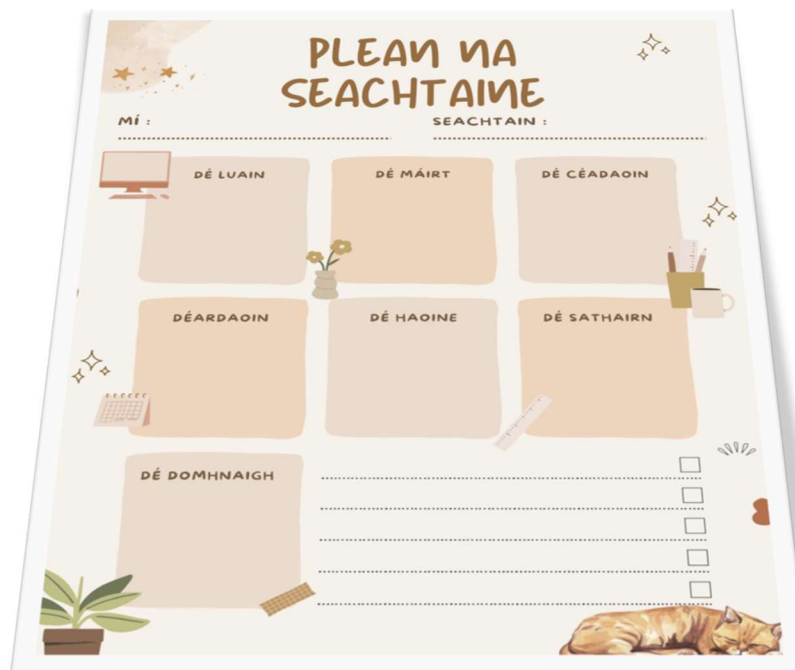 PLEAN NA
SEACHTAINE
MÍ :
SEACHTAIN :
DÉ LUAIN
DÉ MÁIRT
DÉ CÉADAOIN
DÉARDAOIN
DÉ HAOINE
DÉ SATHAIRN
DÉ DOMHNAIGH